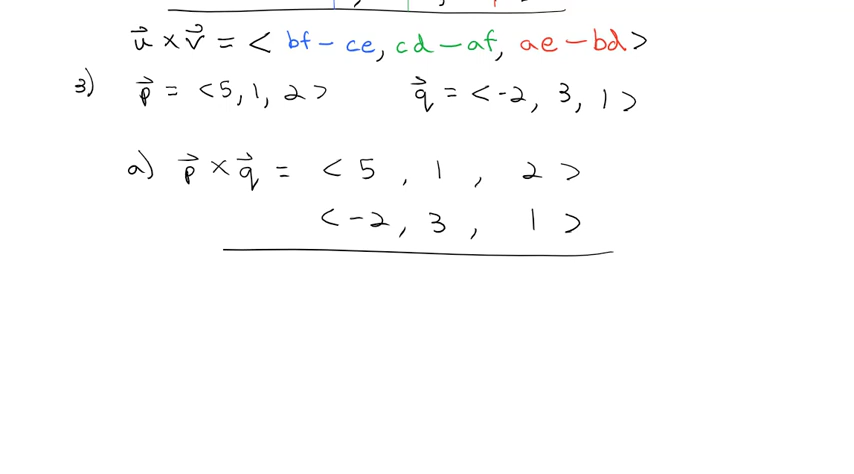 u⃗ × v⃗ = < bf - ce, cd - af, ae - bd >
3) p⃗ = < 5, 1, 2 > q⃗ = < -2, 3, 1 >
a) p⃗ × q⃗ = < 5 , 1 , 2 >
< -2 , 3 , 1 >